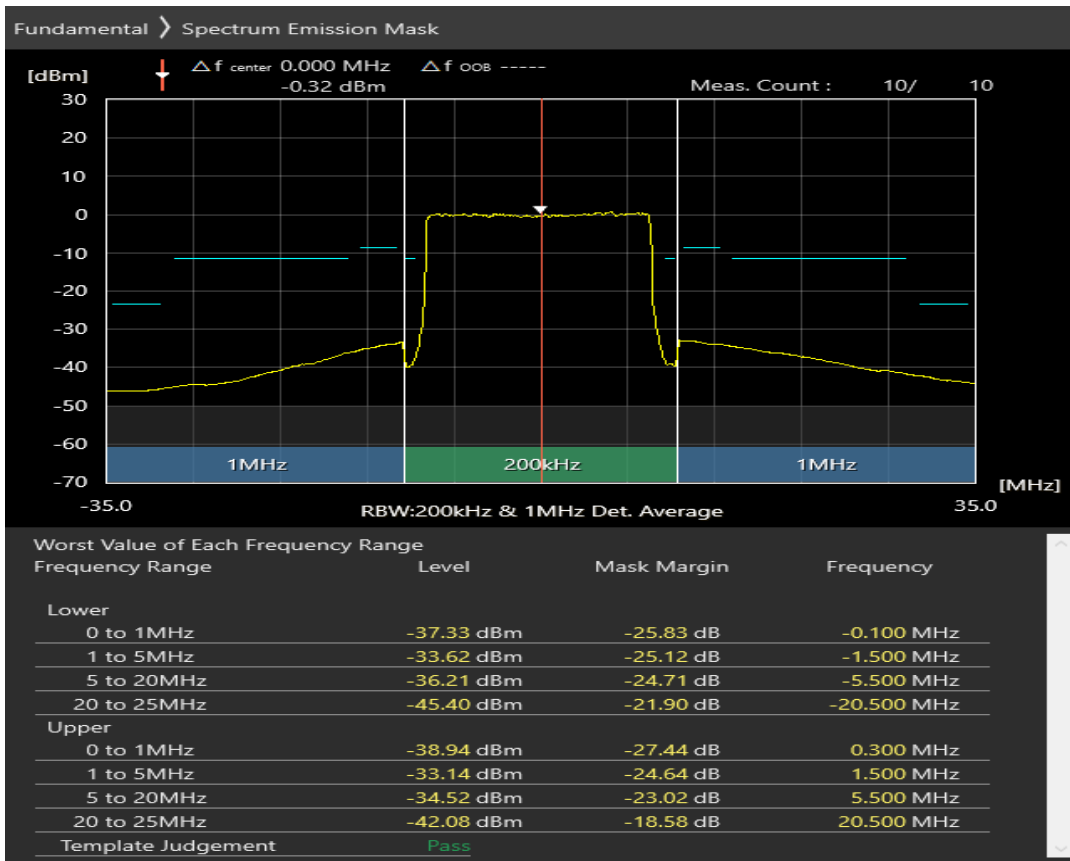 Fundamental ❯ Spectrum Emission Mask
△f center 0.000 MHz △f OOB -----
[dBm]
-0.32 dBm Meas. Count : 10/ 10
30
20
10
0
-10
-20
-30
-40
-50
-60
1MHz 200kHz 1MHz
-70
[MHz]
-35.0 RBW:200kHz & 1MHz Det. Average 35.0
Worst Value of Each Frequency Range
Frequency Range Level Mask Margin Frequency
Lower
0 to 1MHz -37.33 dBm -25.83 dB -0.100 MHz
1 to 5MHz -33.62 dBm -25.12 dB -1.500 MHz
5 to 20MHz -36.21 dBm -24.71 dB -5.500 MHz
20 to 25MHz -45.40 dBm -21.90 dB -20.500 MHz
Upper
0 to 1MHz -38.94 dBm -27.44 dB 0.300 MHz
1 to 5MHz -33.14 dBm -24.64 dB 1.500 MHz
5 to 20MHz -34.52 dBm -23.02 dB 5.500 MHz
20 to 25MHz -42.08 dBm -18.58 dB 20.500 MHz
Template Judgement Pass